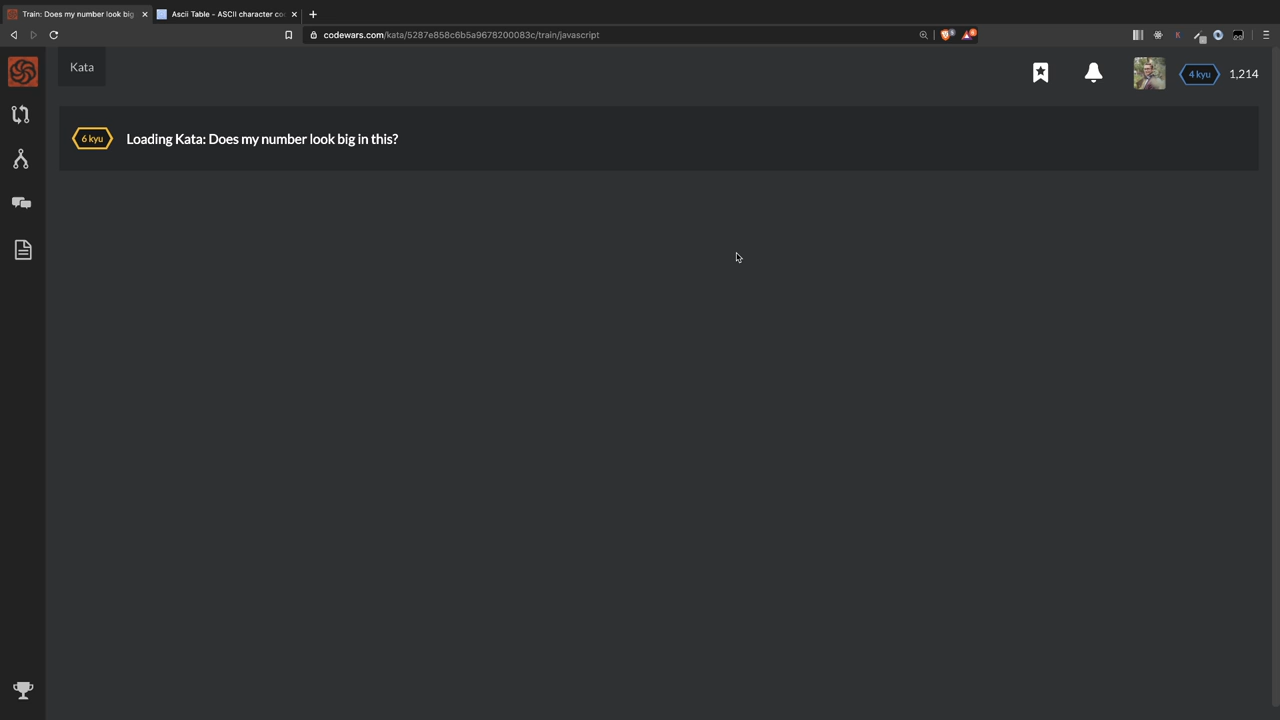 Train: Does my number look big
Ascii Table - ASCII character co
codewars.com/kata/5287e858c6b5a9678200083c/train/javascript
Kata
4 kyu
1,214
6 kyu
Loading Kata: Does my number look big in this?